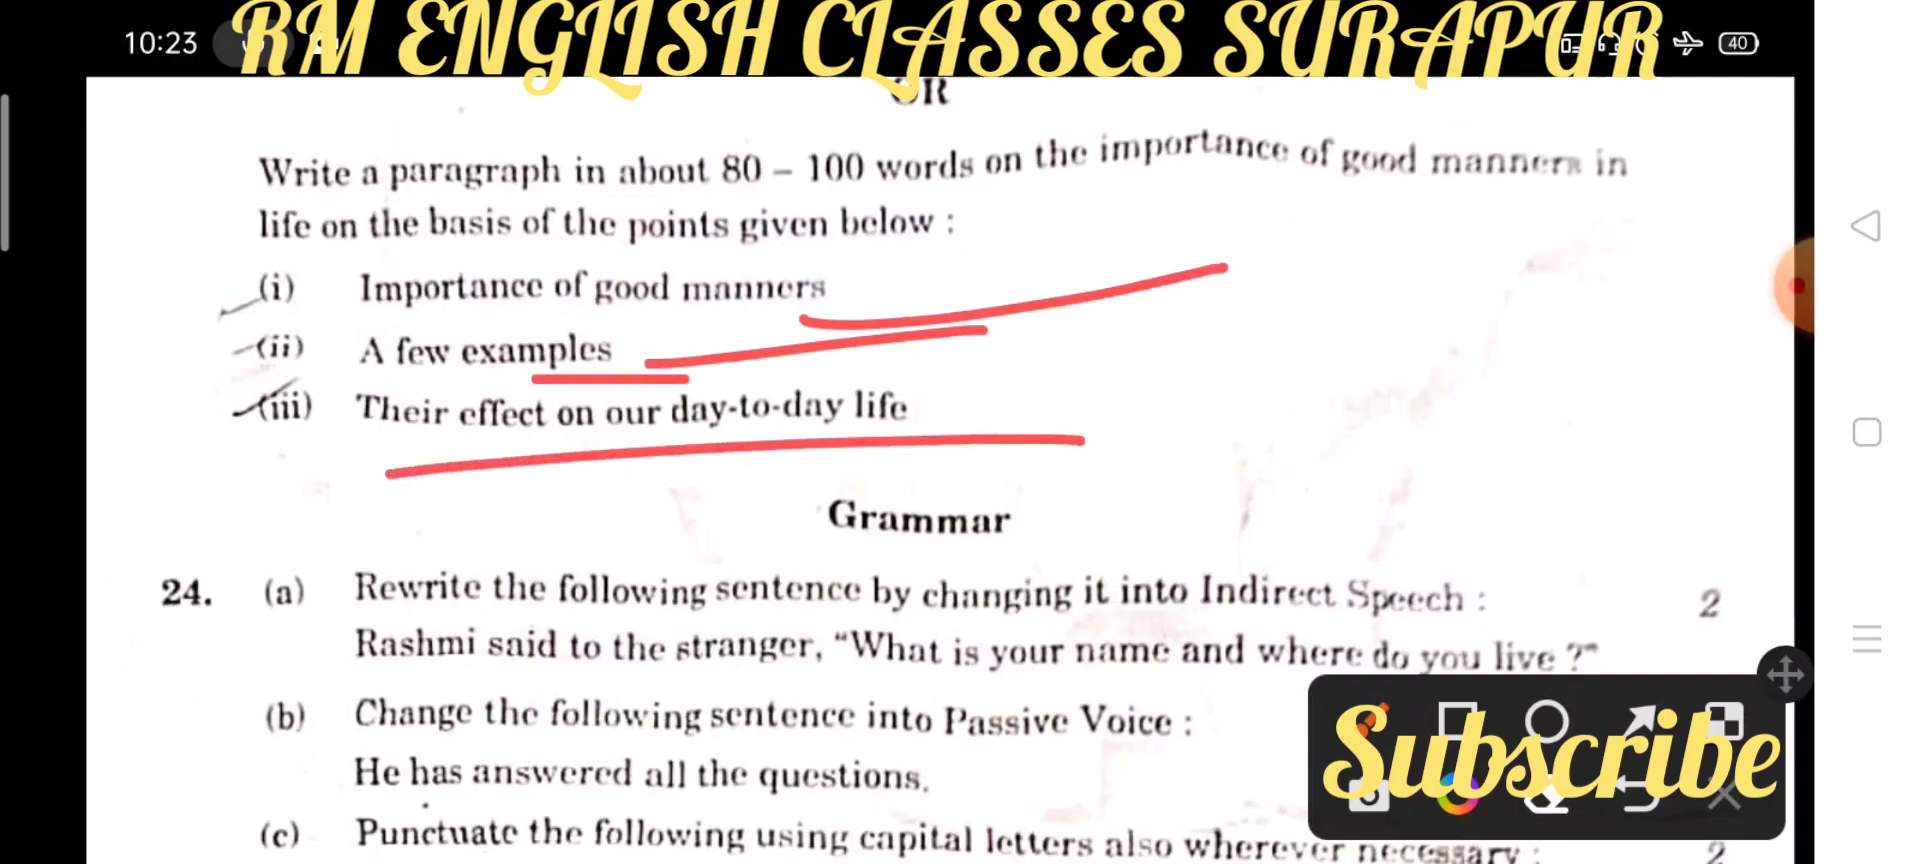 RM ENGLISH CLASSES SURAPUR
10:23
40
OR
Write a paragraph in about 80 – 100 words on the importance of good manners in
life on the basis of the points given below :
(i) Importance of good manners
(ii) A few examples
(iii) Their effect on our day-to-day life
Grammar
24. (a) Rewrite the following sentence by changing it into Indirect Speech : 2
Rashmi said to the stranger, “What is your name and where do you live ?”
(b) Change the following sentence into Passive Voice :
He has answered all the questions.
Subscribe
(c) Punctuate the following using capital letters also wherever necessary : 2